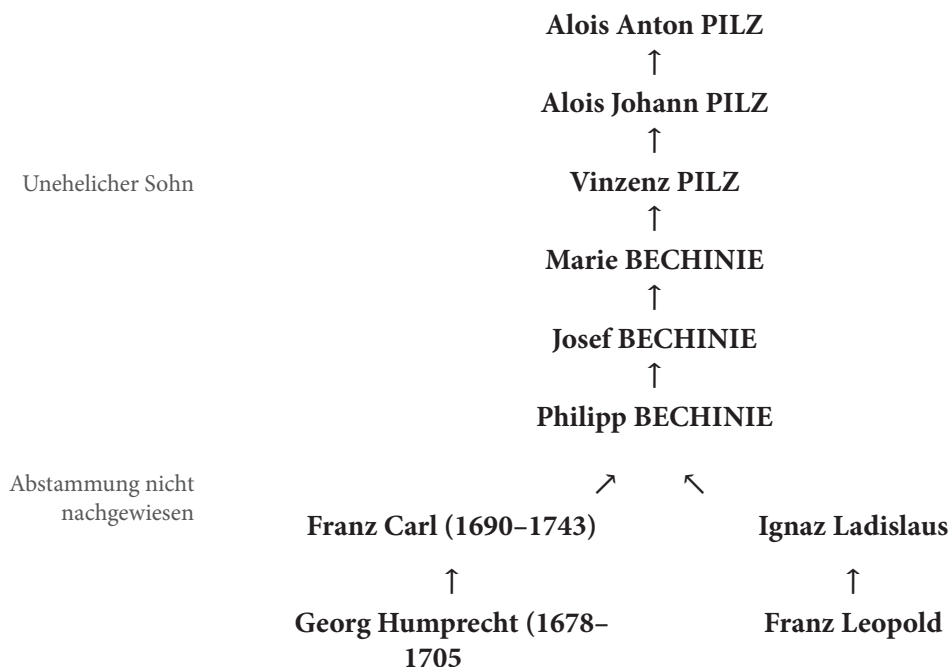 Alois Anton PILZ
↑
Alois Johann PILZ
↑
Unehelicher Sohn
Vinzenz PILZ
↑
Marie BECHINIE
↑
Josef BECHINIE
↑
Philipp BECHINIE
↗ ↖
Abstammung nicht
nachgewiesen
Franz Carl (1690–1743)
Ignaz Ladislaus
↑ ↑
Georg Humprecht (1678–
1705
Franz Leopold